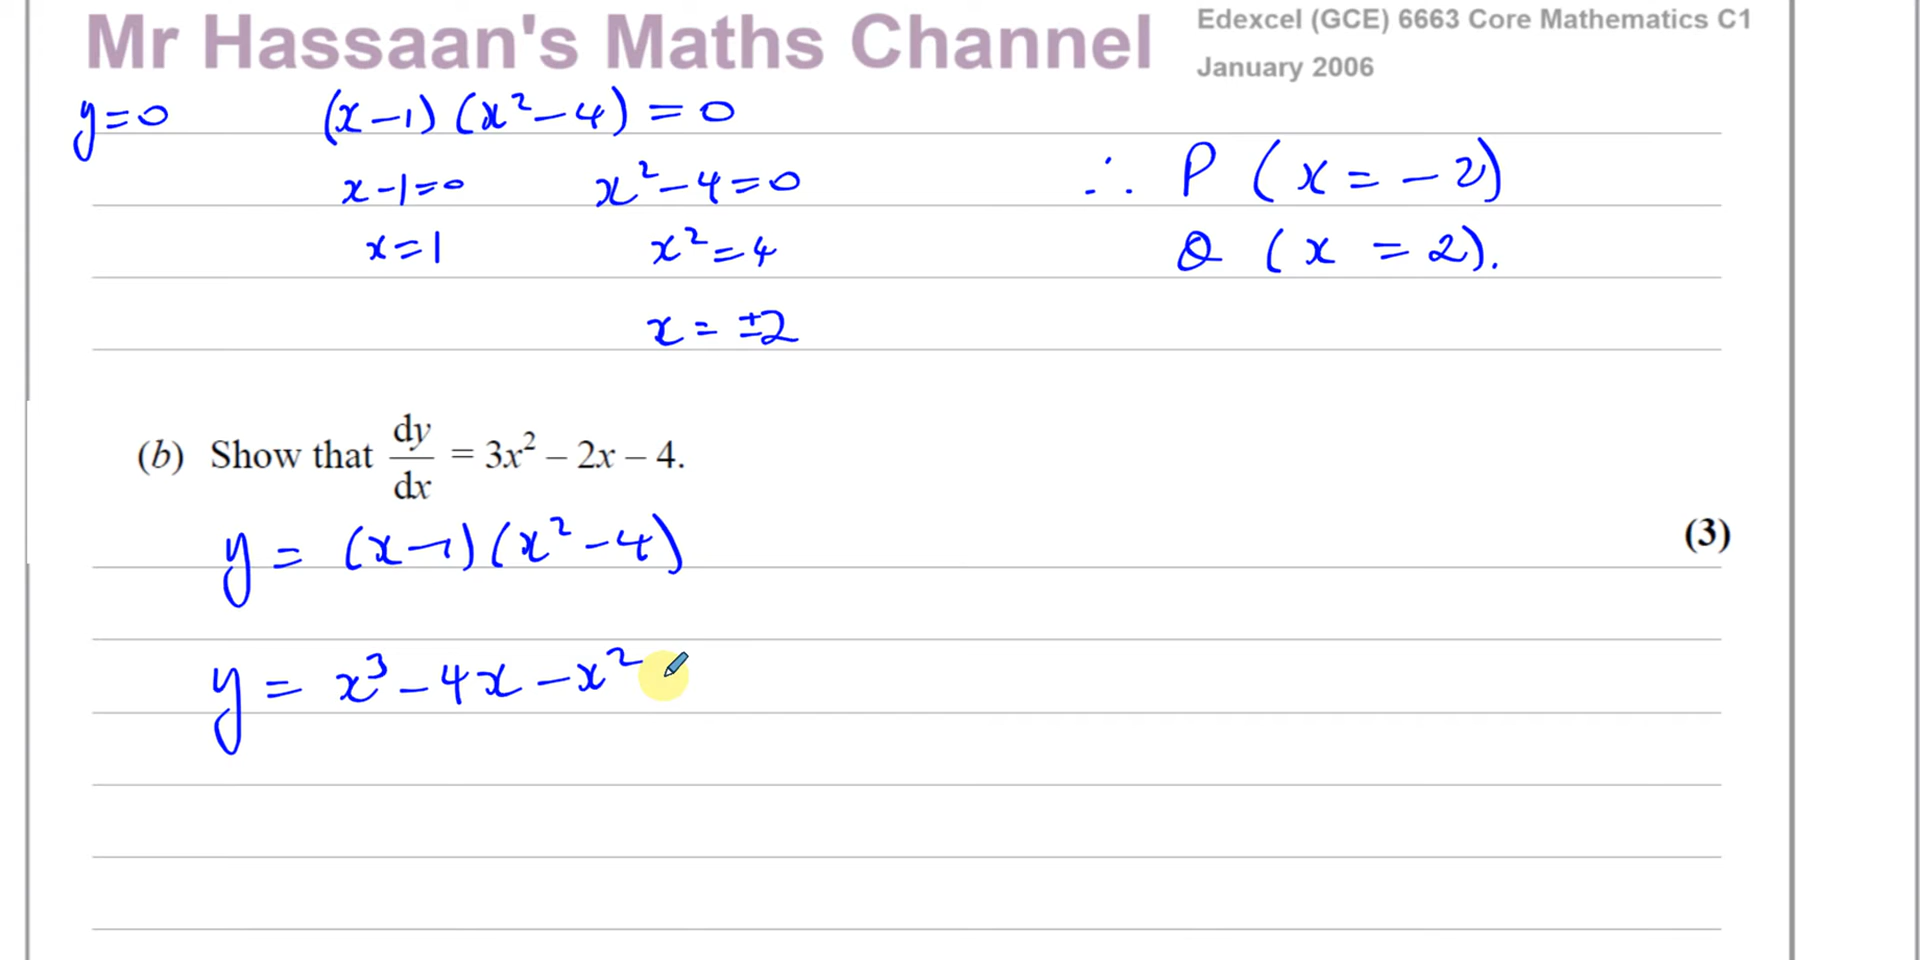 Mr Hassaan's Maths Channel
Edexcel (GCE) 6663 Core Mathematics C1
January 2006
y=0 (x-1)(x²-4)=0
x-1=0 x²-4=0
x=1 x²=4
x=±2
∴ P (x=-2)
Q (x=2).
(b) Show that dy/dx = 3x² – 2x – 4.
(3)
y = (x-1)(x²-4)
y = x³-4x-x²